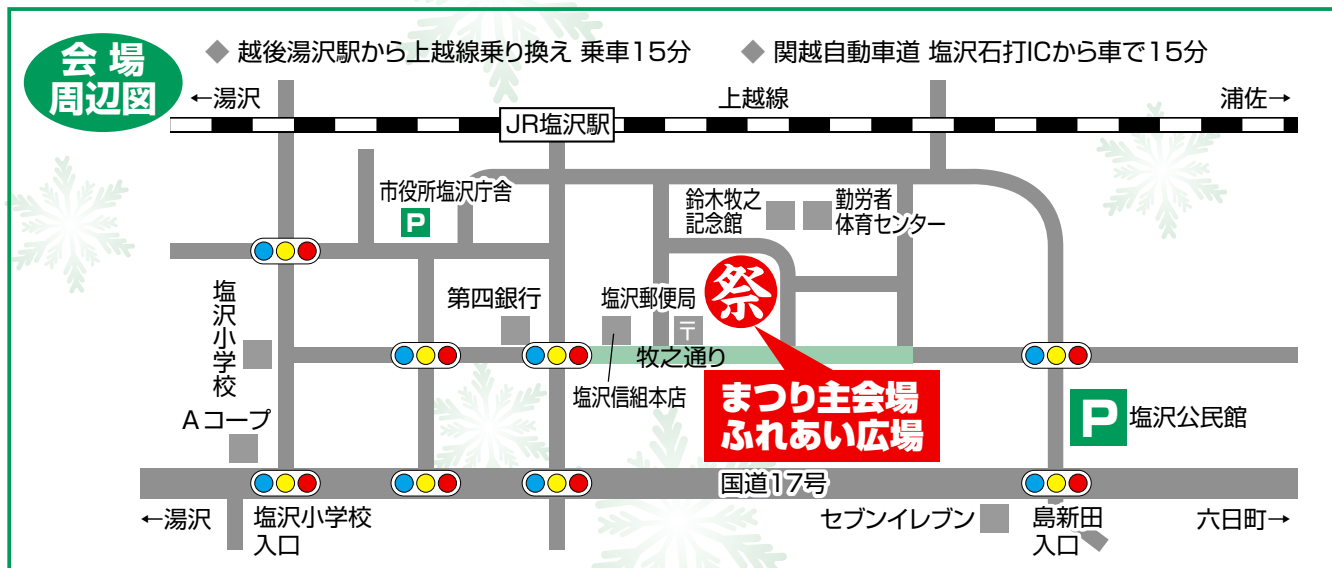 会場
周辺図
◆ 越後湯沢駅から上越線乗り換え 乗車15分
◆ 関越自動車道 塩沢石打ICから車で15分
←湯沢
上越線
浦佐→
JR塩沢駅
市役所塩沢庁舎
P
鈴木牧之
記念館
勤労者
体育センター
塩沢小学校
第四銀行
塩沢郵便局
〒
祭
牧之通り
塩沢信組本店
まつり主会場
ふれあい広場
Aコープ
P
塩沢公民館
国道17号
←湯沢
塩沢小学校
入口
セブンイレブン
島新田
入口
六日町→